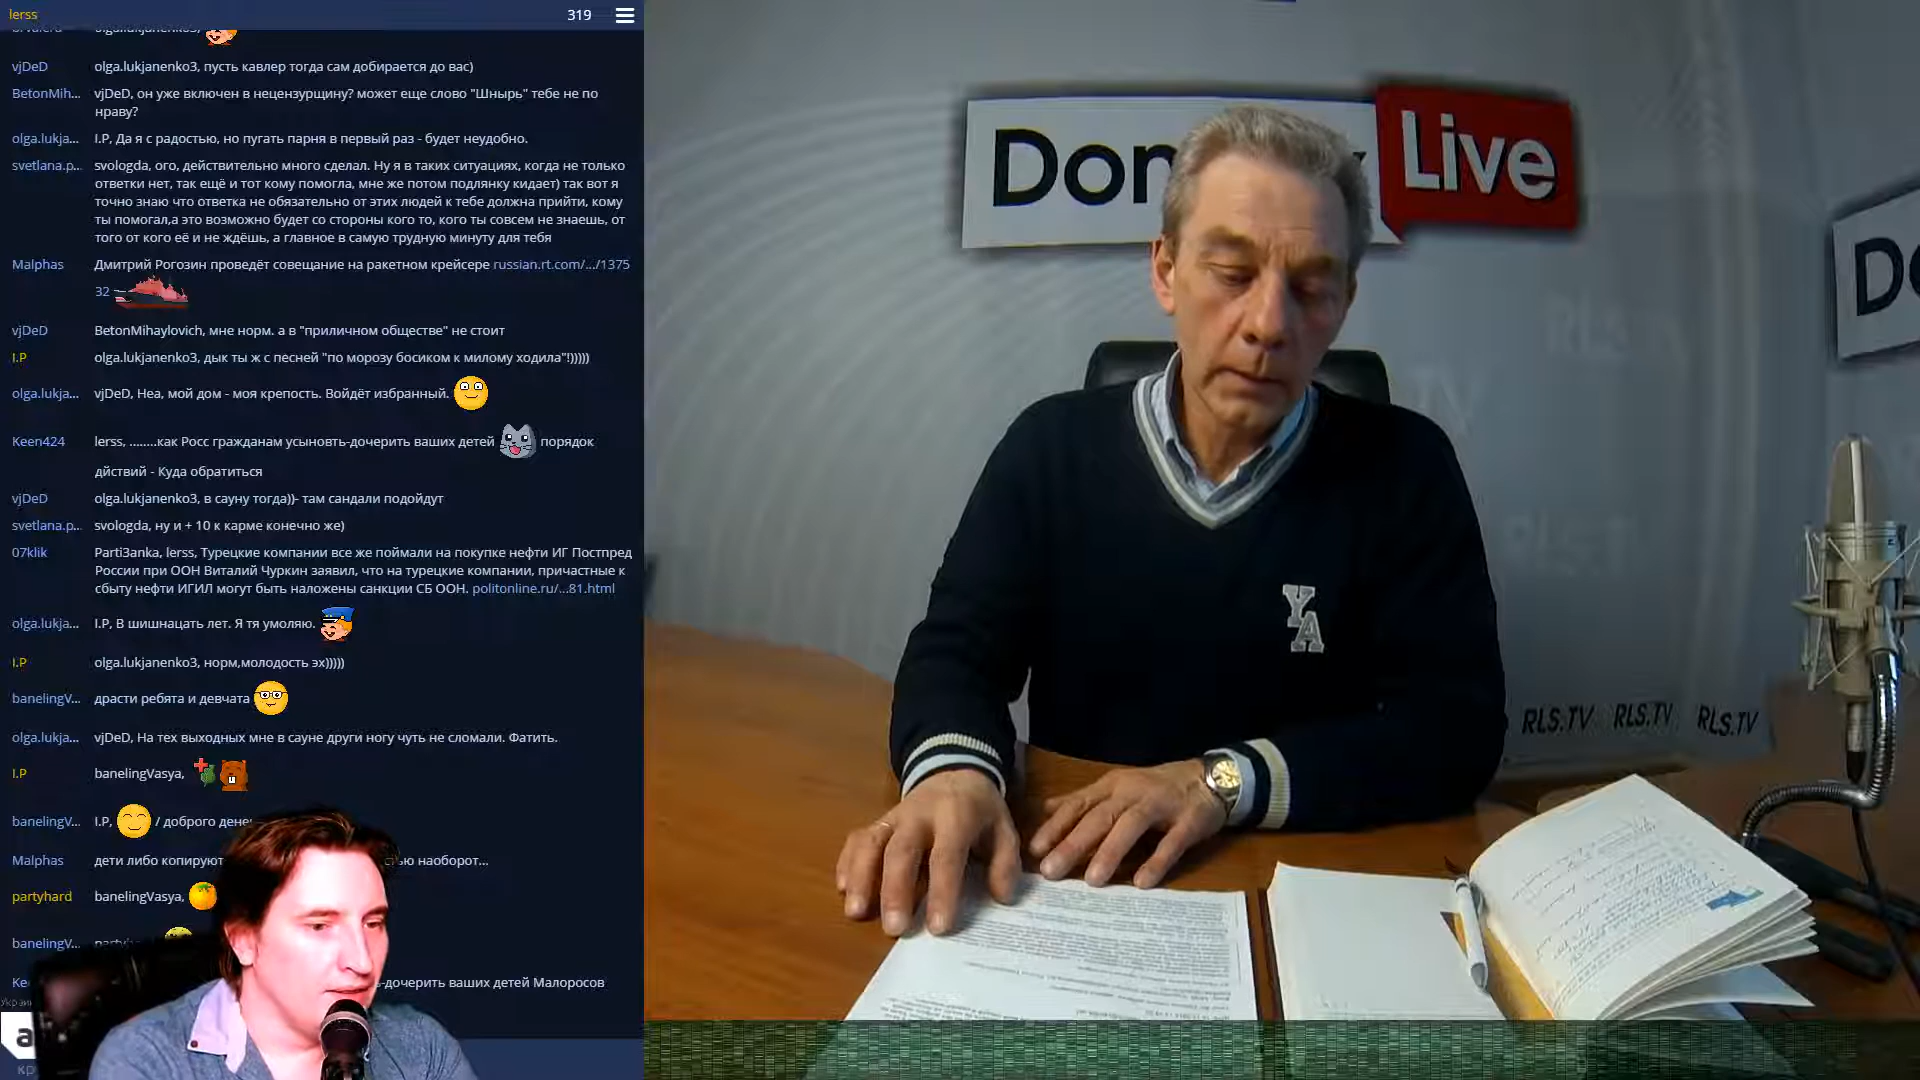 lerss
319
vjDeD olga.lukjanenko3, пусть кавлер тогда сам добирается до вас)
BetonMih... vjDeD, он уже включен в нецензурщину? может еще слово "Шнырь" тебе не по
нраву?
olga.lukja... I.P, Да я с радостью, но пугать парня в первый раз - будет неудобно.
svetlana.p... svologda, ого, действительно много сделал. Ну я в таких ситуациях, когда не только
ответки нет, так ещё и тот кому помогла, мне же потом подлянку кидает) так вот я
точно знаю что ответка не обязательно от этих людей к тебе должна прийти, кому
ты помогал,а это возможно будет со стороны кого то, кого ты совсем не знаешь, от
того от кого её и не ждёшь, а главное в самую трудную минуту для тебя
Malphas Дмитрий Рогозин проведёт совещание на ракетном крейсере russian.rt.com/.../1375
32
vjDeD BetonMihaylovich, мне норм. а в "приличном обществе" не стоит
I.P olga.lukjanenko3, дык ты ж с песней "по морозу босиком к милому ходила"!)))))
olga.lukja... vjDeD, Неа, мой дом - моя крепость. Войдёт избранный.
Keen424 lerss, ........как Росс гражданам усыновть-дочерить ваших детей порядок
дйствий - Куда обратиться
vjDeD olga.lukjanenko3, в сауну тогда))- там сандали подойдут
svetlana.p... svologda, ну и + 10 к карме конечно же)
07klik Parti3anka, lerss, Турецкие компании все же поймали на покупке нефти ИГ Постпред
России при ООН Виталий Чуркин заявил, что на турецкие компании, причастные к
сбыту нефти ИГИЛ могут быть наложены санкции СБ ООН. politonline.ru/...81.html
olga.lukja... I.P, В шишнацать лет. Я тя умоляю.
I.P olga.lukjanenko3, норм,молодость эх)))))
banelingV... драсти ребята и девчата
olga.lukja... vjDeD, На тех выходных мне в сауне други ногу чуть не сломали. Фатить.
I.P banelingVasya,
banelingV... I.P, / доброго дене
Malphas дети либо копируют наоборот...
partyhard banelingVasya,
banelingV...
Ke -дочерить ваших детей Малоросов
Don Live
YA
RLS.TV RLS.TV RLS.TV